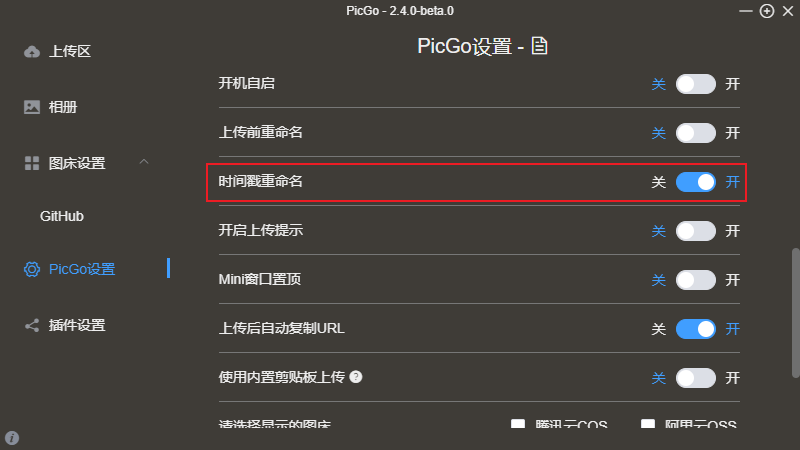 PicGo - 2.4.0-beta.0
上传区
相册
图床设置
GitHub
PicGo设置
插件设置
PicGo设置 -
开机自启 关 开
上传前重命名 关 开
时间戳重命名 关 开
开启上传提示 关 开
Mini窗口置顶 关 开
上传后自动复制URL 关 开
使用内置剪贴板上传 ? 关 开
请选择显示的图床 腾讯云COS 阿里云OSS